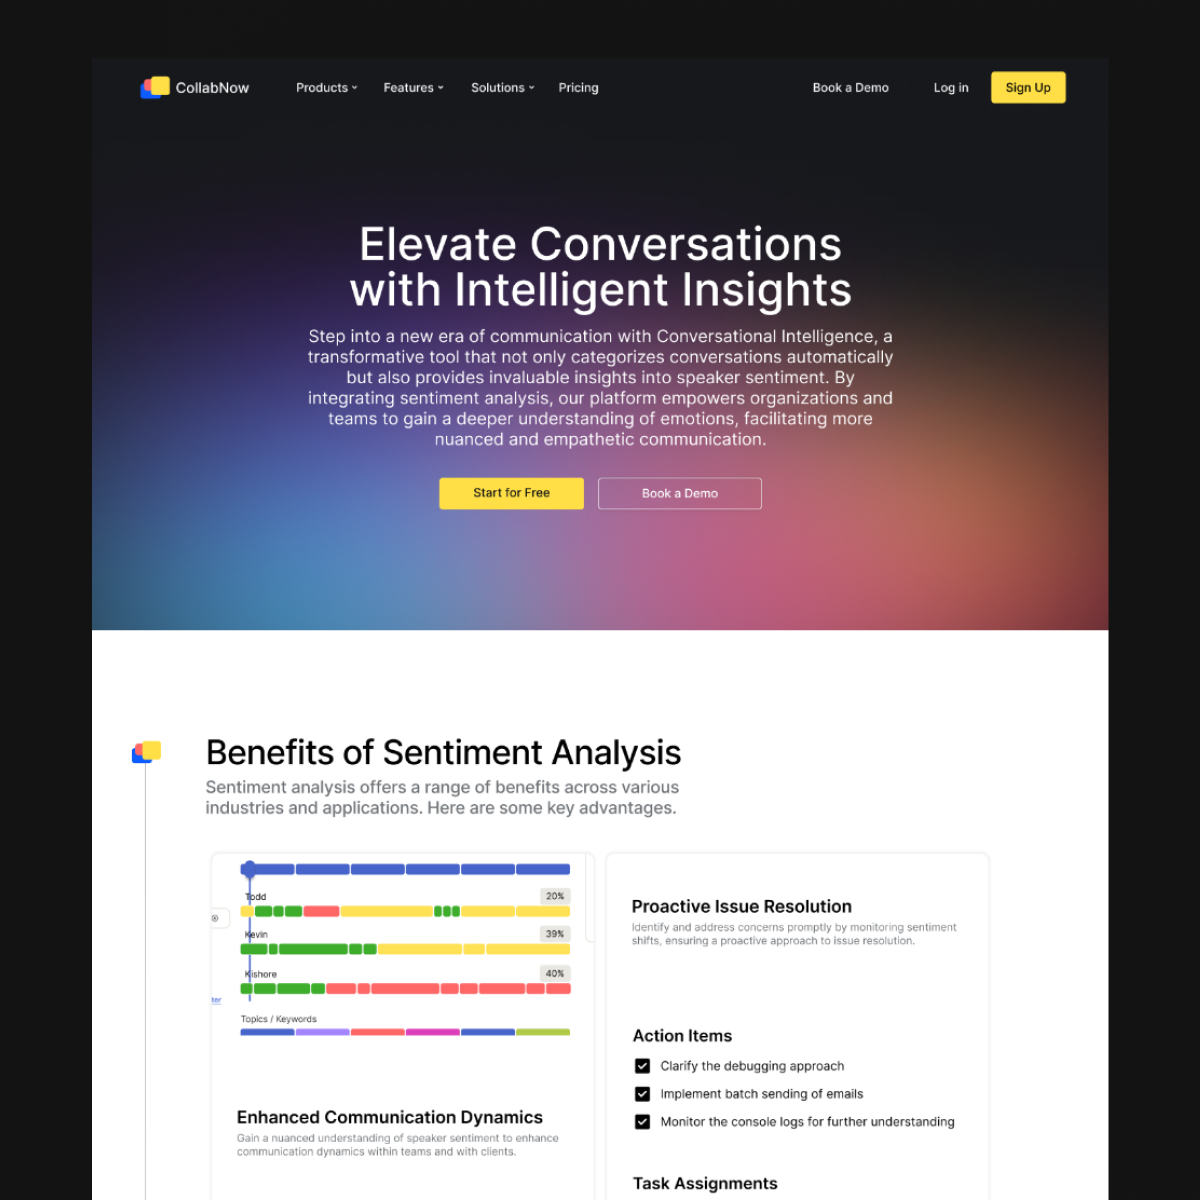 CollabNow
Products
Features
Solutions
Pricing
Book a Demo
Log in
Sign Up
Elevate Conversations
with Intelligent Insights
Step into a new era of communication with Conversational Intelligence, a
transformative tool that not only categorizes conversations automatically
but also provides invaluable insights into speaker sentiment. By
integrating sentiment analysis, our platform empowers organizations and
teams to gain a deeper understanding of emotions, facilitating more
nuanced and empathetic communication.
Start for Free
Book a Demo
Benefits of Sentiment Analysis
Sentiment analysis offers a range of benefits across various
industries and applications. Here are some key advantages.
Todd
20%
Kevin
39%
Kishore
40%
ter
Topics / Keywords
Enhanced Communication Dynamics
Gain a nuanced understanding of speaker sentiment to enhance
communication dynamics within teams and with clients.
Proactive Issue Resolution
Identify and address concerns promptly by monitoring sentiment
shifts, ensuring a proactive approach to issue resolution.
Action Items
Clarify the debugging approach
Implement batch sending of emails
Monitor the console logs for further understanding
Task Assignments